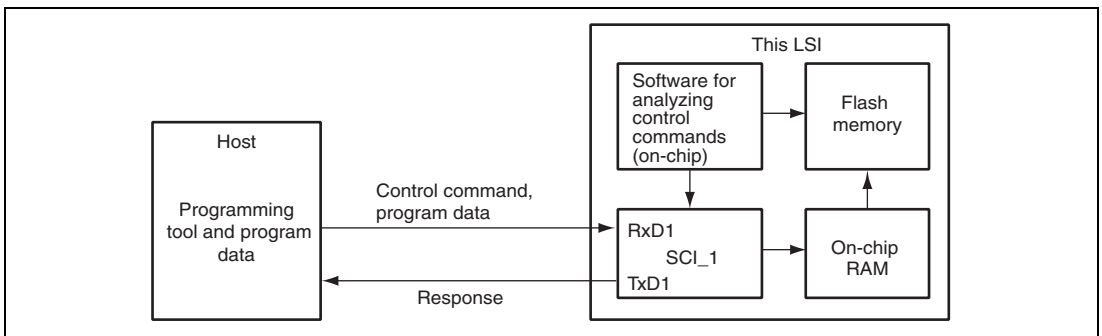 This LSI
Software for
analyzing
control
commands
(on-chip)
Flash
memory
Host
Programming
tool and program
data
Control command,
program data
RxD1
SCI_1
TxD1
On-chip
RAM
Response